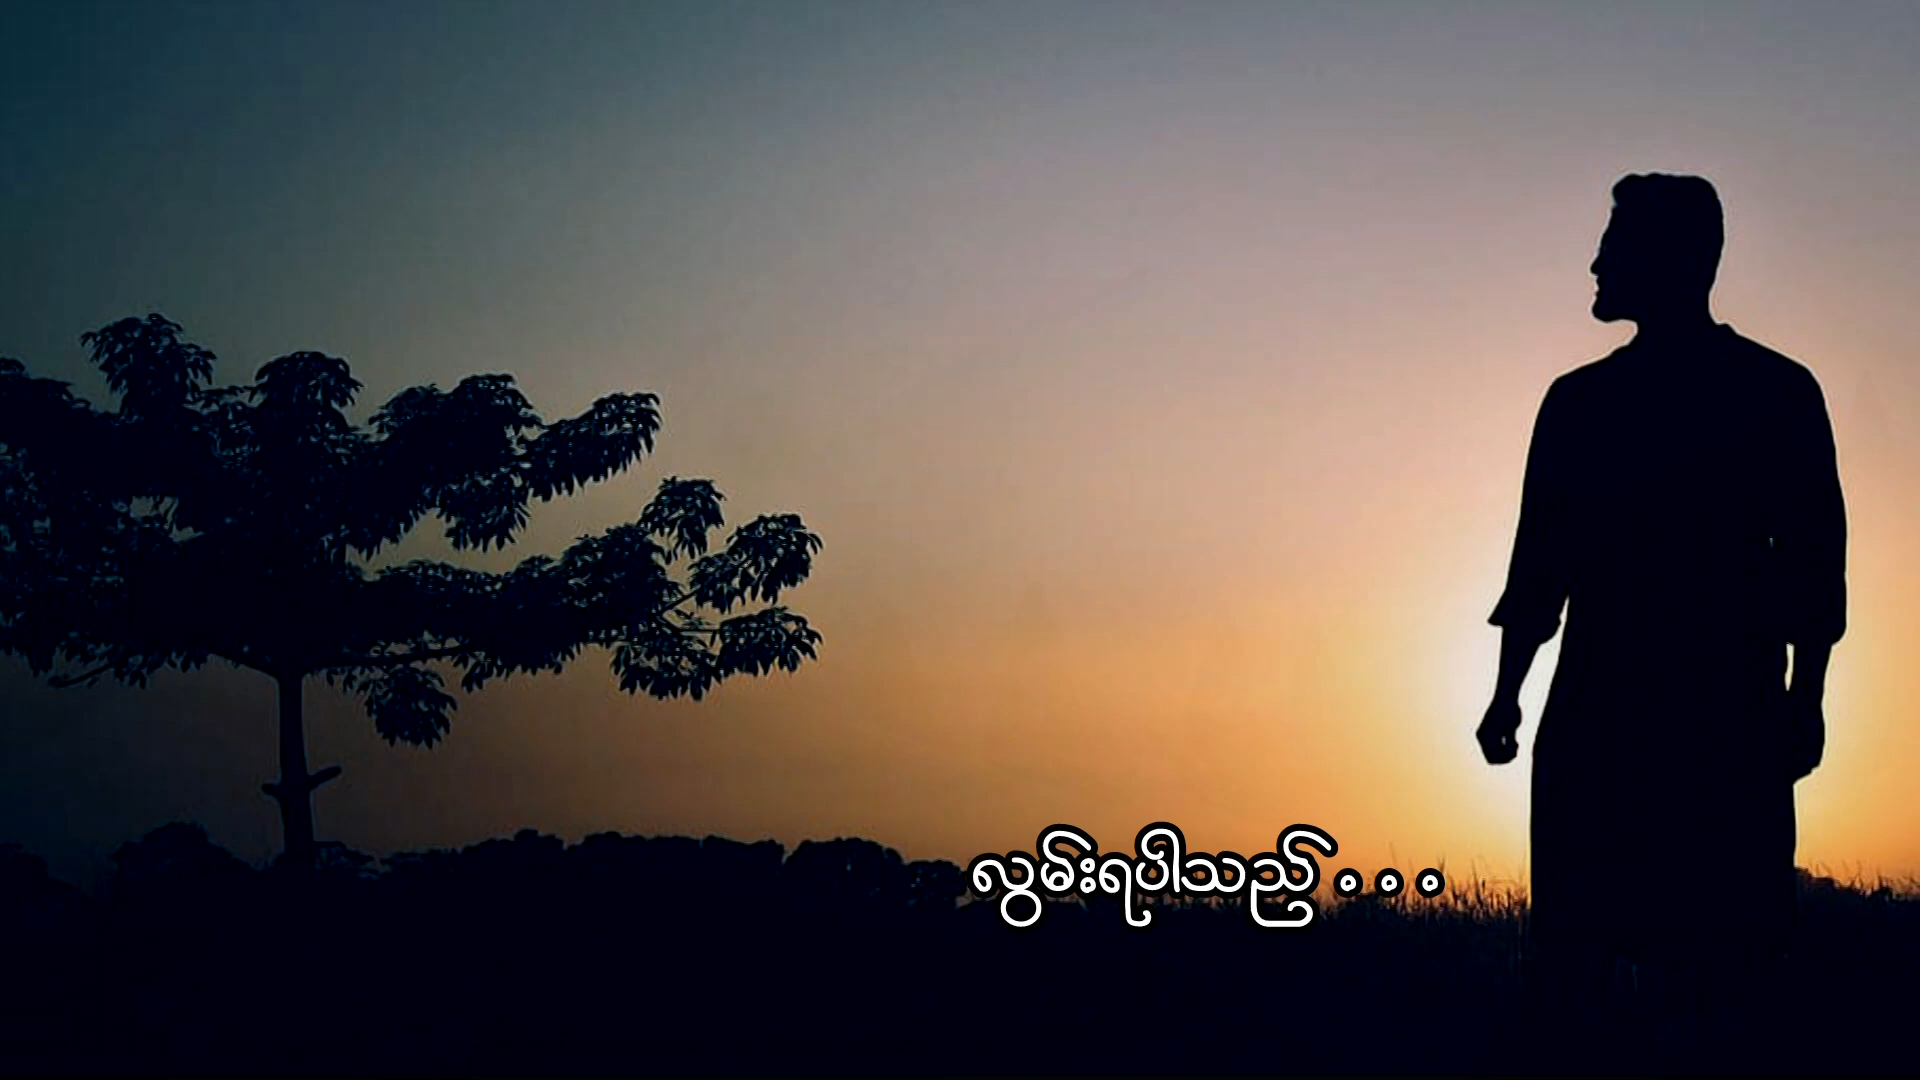 လွမ်းရပါသည် . . .